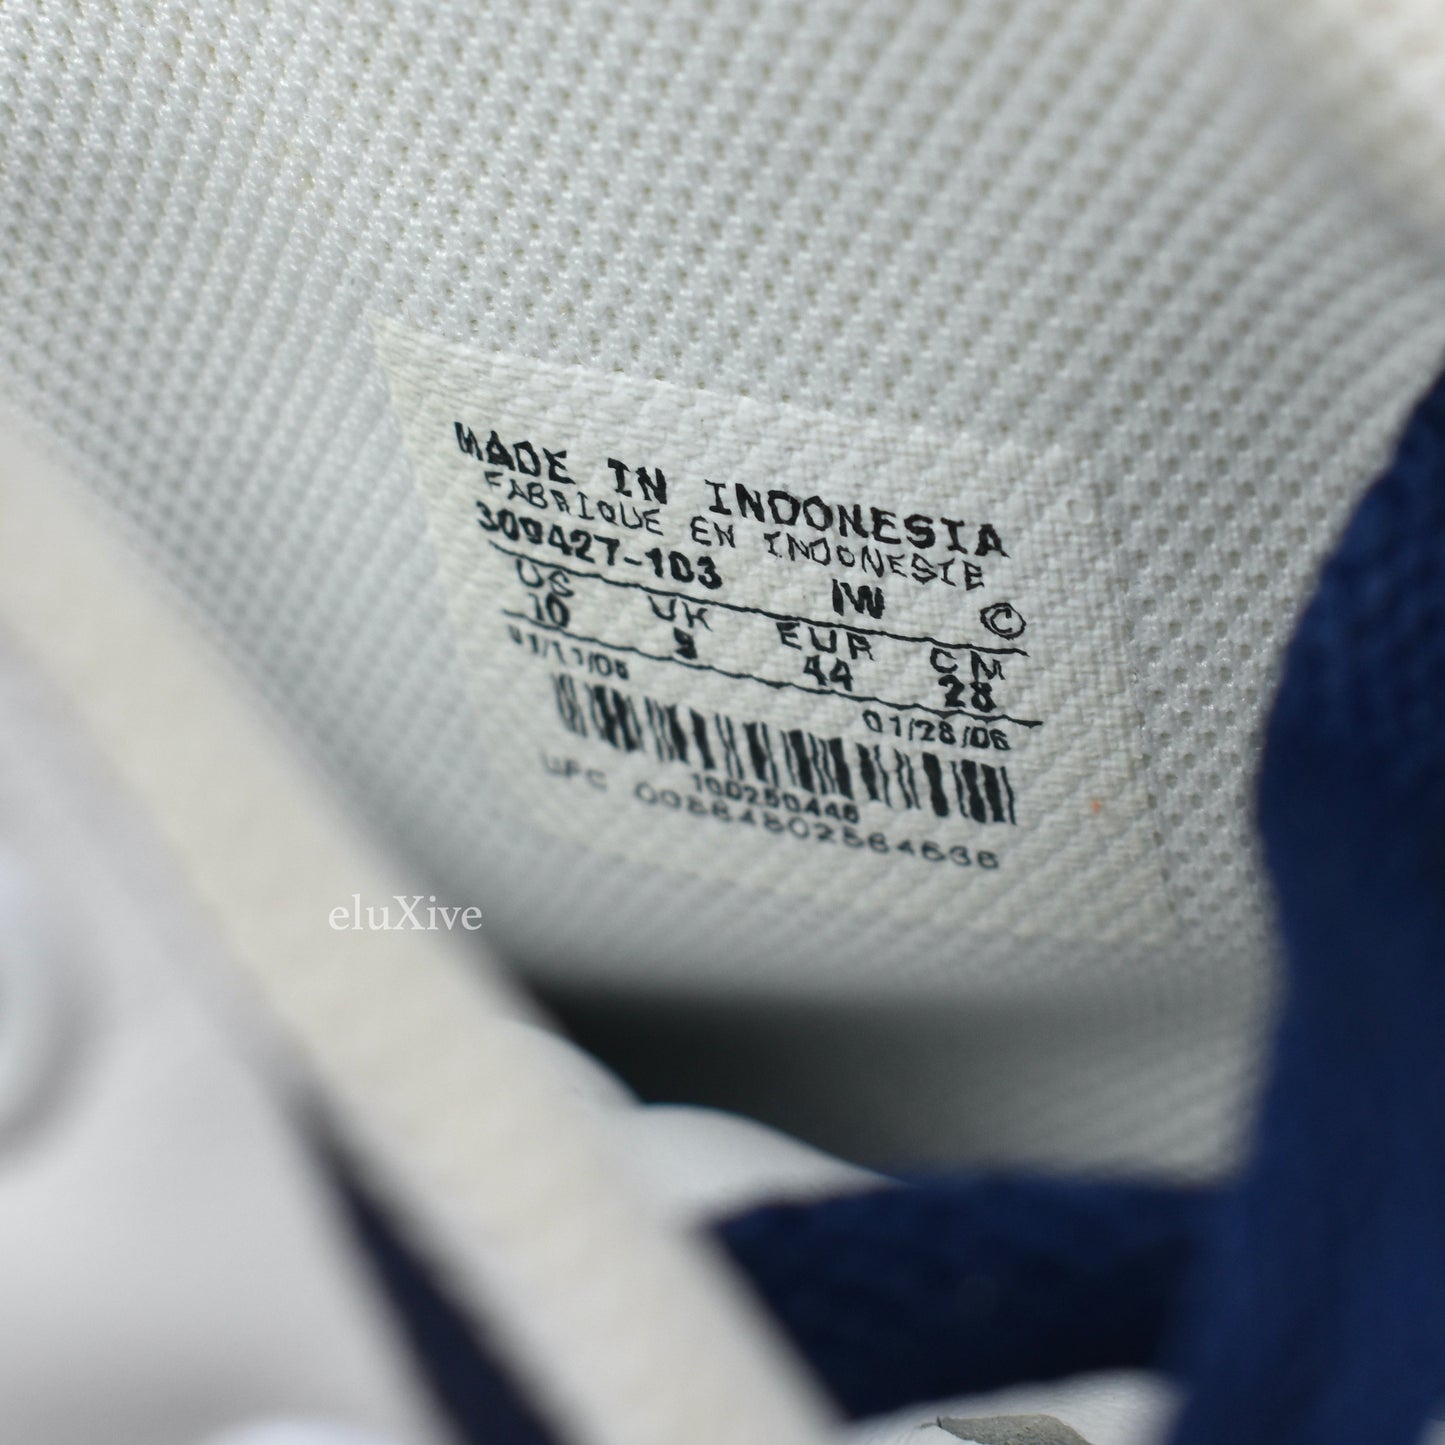 MADE IN INDONESIA
FABRIQUE EN INDONESIE
309427-103 IW ©
US UK EUR CM
10 9 44 28
01/28/06
100250446
UPC
eluXive